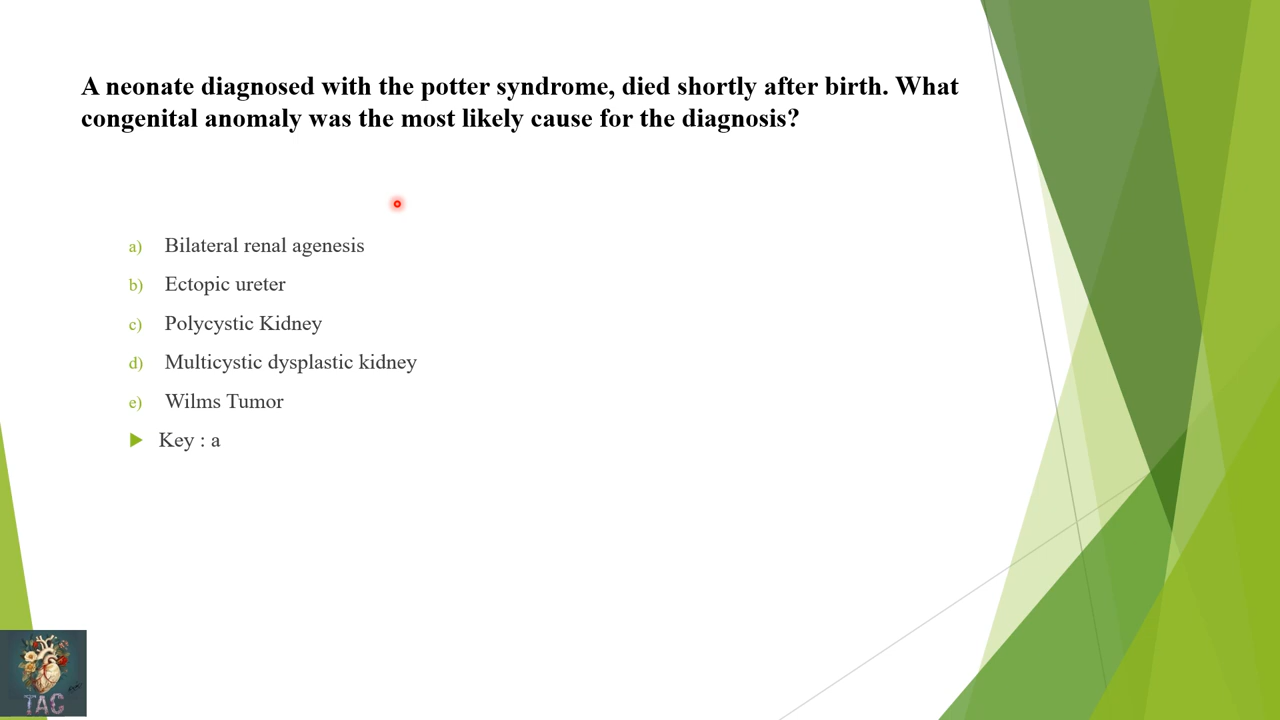 A neonate diagnosed with the potter syndrome, died shortly after birth. What
congenital anomaly was the most likely cause for the diagnosis?
a) Bilateral renal agenesis
b) Ectopic ureter
c) Polycystic Kidney
d) Multicystic dysplastic kidney
e) Wilms Tumor
Key : a
TAC